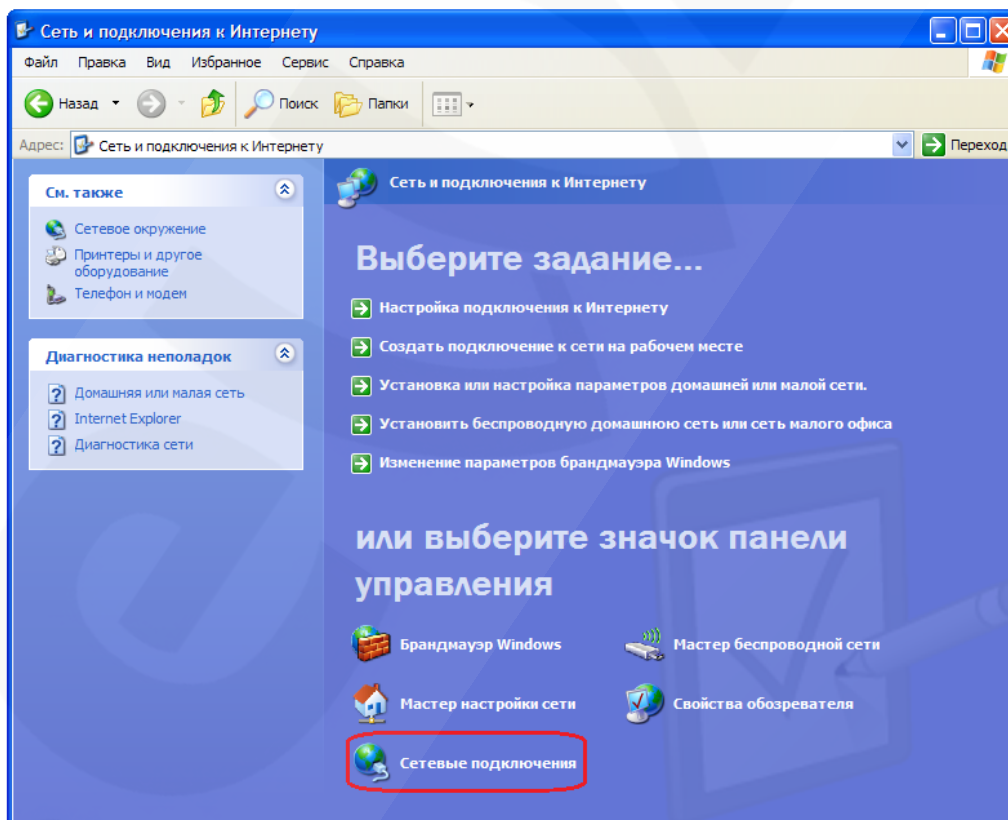 Сеть и подключения к Интернету
Файл Правка Вид Избранное Сервис Справка
Назад Поиск Папки
Адрес: Сеть и подключения к Интернету Переход
См. также
Сетевое окружение
Принтеры и другое
оборудование
Телефон и модем
Диагностика неполадок
Домашняя или малая сеть
Internet Explorer
Диагностика сети
Сеть и подключения к Интернету
Выберите задание...
Настройка подключения к Интернету
Создать подключение к сети на рабочем месте
Установка или настройка параметров домашней или малой сети.
Установить беспроводную домашнюю сеть или сеть малого офиса
Изменение параметров брандмауэра Windows
или выберите значок панели
управления
Брандмауэр Windows Мастер беспроводной сети
Мастер настройки сети Свойства обозревателя
Сетевые подключения